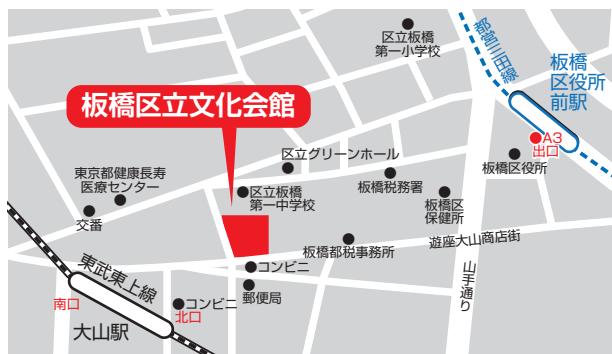 区立板橋
第一小学校
都営三田線
板橋
区役所
前駅
A3
出口
板橋区役所
板橋区立文化会館
区立グリーンホール
東京都健康長寿
医療センター
区立板橋
第一中学校
板橋税務署
板橋区
保健所
交番
板橋都税事務所
遊座大山商店街
山手通り
コンビニ
郵便局
東武東上線
コンビニ
南口
北口
大山駅